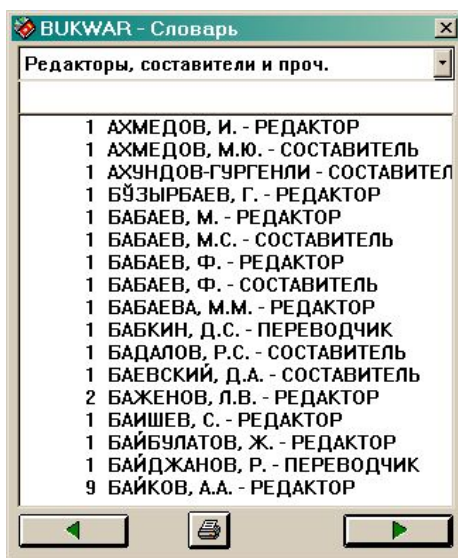 BUKWAR - Словарь
Редакторы, составители и проч.
1 АХМЕДОВ, И. - РЕДАКТОР
1 АХМЕДОВ, М.Ю. - СОСТАВИТЕЛЬ
1 АХУНДОВ-ГУРГЕНЛИ - СОСТАВИТЕЛ
1 БЎЗЫРБАЕВ, Г. - РЕДАКТОР
1 БАБАЕВ, М. - РЕДАКТОР
1 БАБАЕВ, М.С. - СОСТАВИТЕЛЬ
1 БАБАЕВ, Ф. - РЕДАКТОР
1 БАБАЕВ, Ф. - СОСТАВИТЕЛЬ
1 БАБАЕВА, М.М. - РЕДАКТОР
1 БАБКИН, Д.С. - ПЕРЕВОДЧИК
1 БАДАЛОВ, Р.С. - СОСТАВИТЕЛЬ
1 БАЕВСКИЙ, Д.А. - СОСТАВИТЕЛЬ
2 БАЖЕНОВ, Л.В. - РЕДАКТОР
1 БАИШЕВ, С. - РЕДАКТОР
1 БАЙБУЛАТОВ, Ж. - РЕДАКТОР
1 БАЙДЖАНОВ, Р. - ПЕРЕВОДЧИК
9 БАЙКОВ, А.А. - РЕДАКТОР